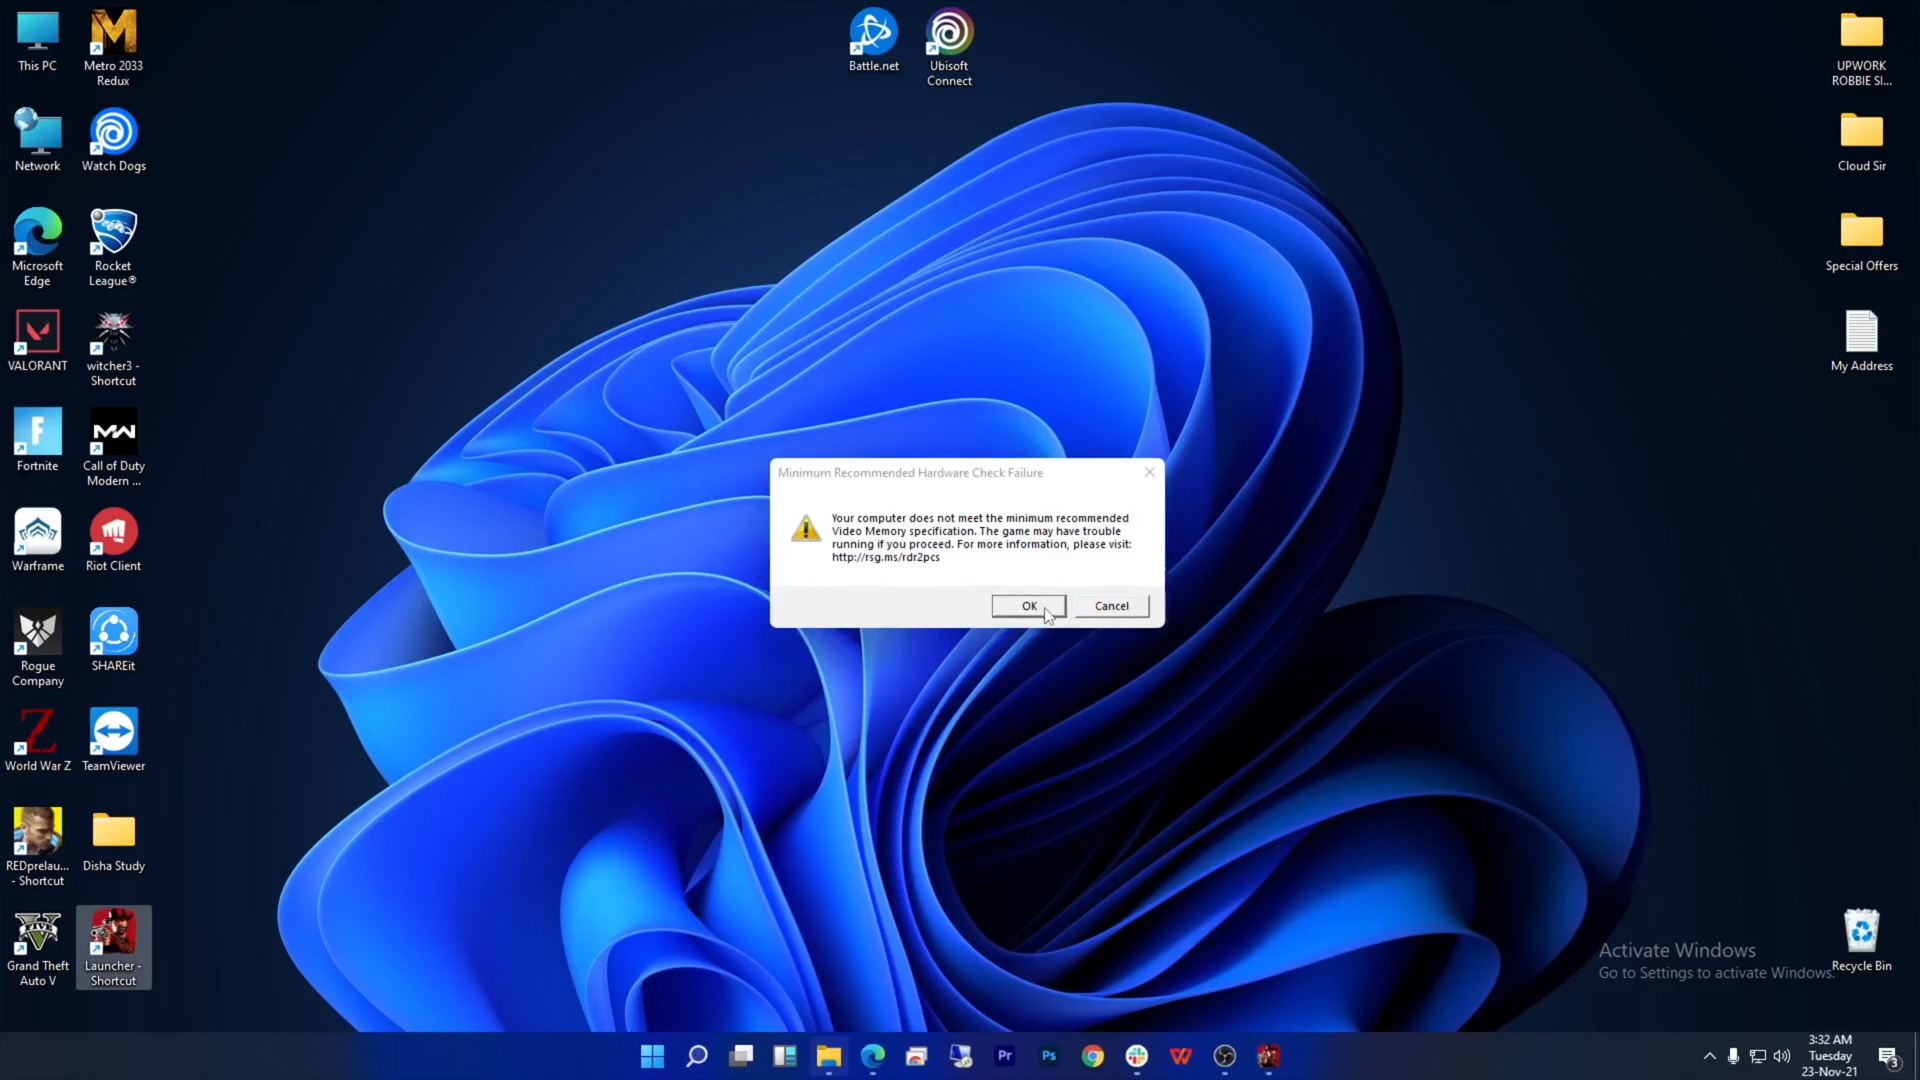 This PC
Metro 2033
Redux
Battle.net
Ubisoft
Connect
UPWORK
ROBBIE SI...
Network
Watch Dogs
Cloud Sir
Microsoft
Edge
Rocket
League®
Special Offers
VALORANT
witcher3 -
Shortcut
My Address
F
Fortnite
MW
Call of Duty
Modern ...
Minimum Recommended Hardware Check Failure
Your computer does not meet the minimum recommended
Video Memory specification. The game may have trouble
running if you proceed. For more information, please visit:
http://rsg.ms/rdr2pcs
OK
Cancel
Warframe
Riot Client
Rogue
Company
SHAREit
Z
World War Z
TeamViewer
REDprelau...
- Shortcut
Disha Study
FIVE
Grand Theft
Auto V
Launcher -
Shortcut
Activate Windows
Go to Settings to activate Windows.
Recycle Bin
Pr
Ps
3:32 AM
Tuesday
23-Nov-21
3